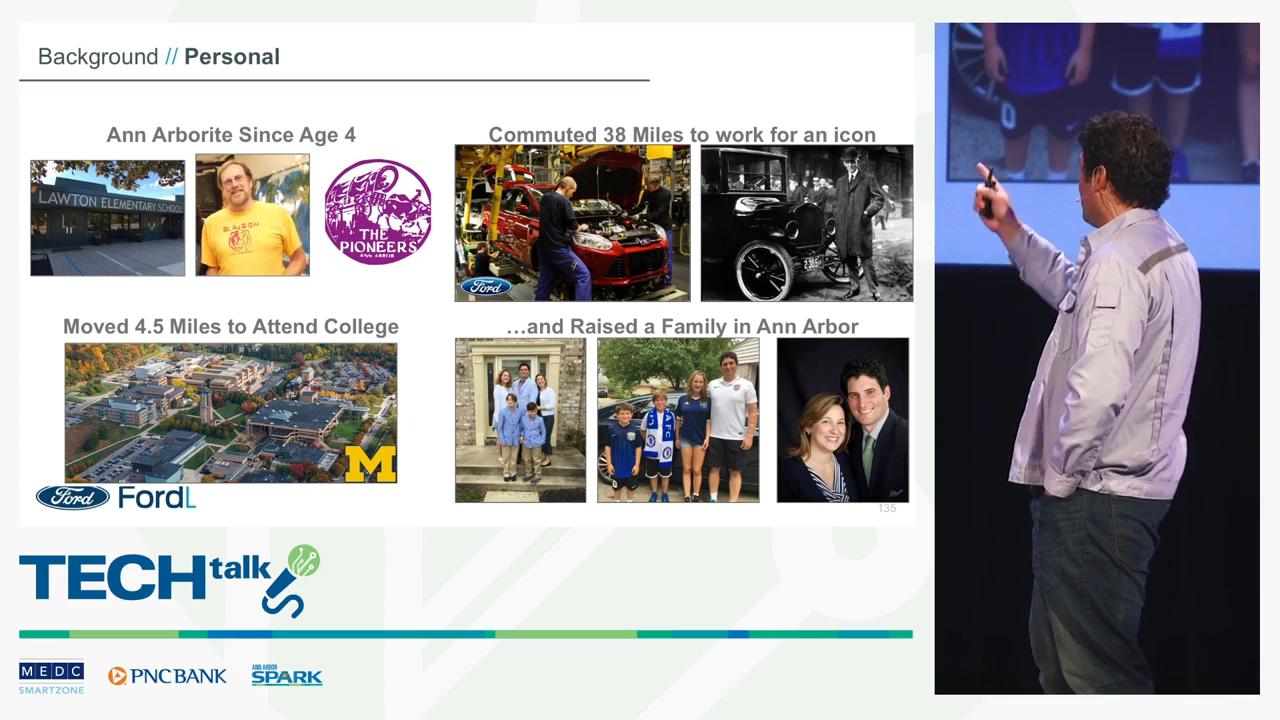 Background // Personal
Ann Arborite Since Age 4
Commuted 38 Miles to work for an icon
LAWTON ELEMENTARY SCHOOL
THE
PIONEERS
ANN ARBOR
Ford
Moved 4.5 Miles to Attend College
…and Raised a Family in Ann Arbor
M
Ford FordL
135
TECH talk
MEDC
SMARTZONE
PNC BANK
ANN ARBOR
SPARK